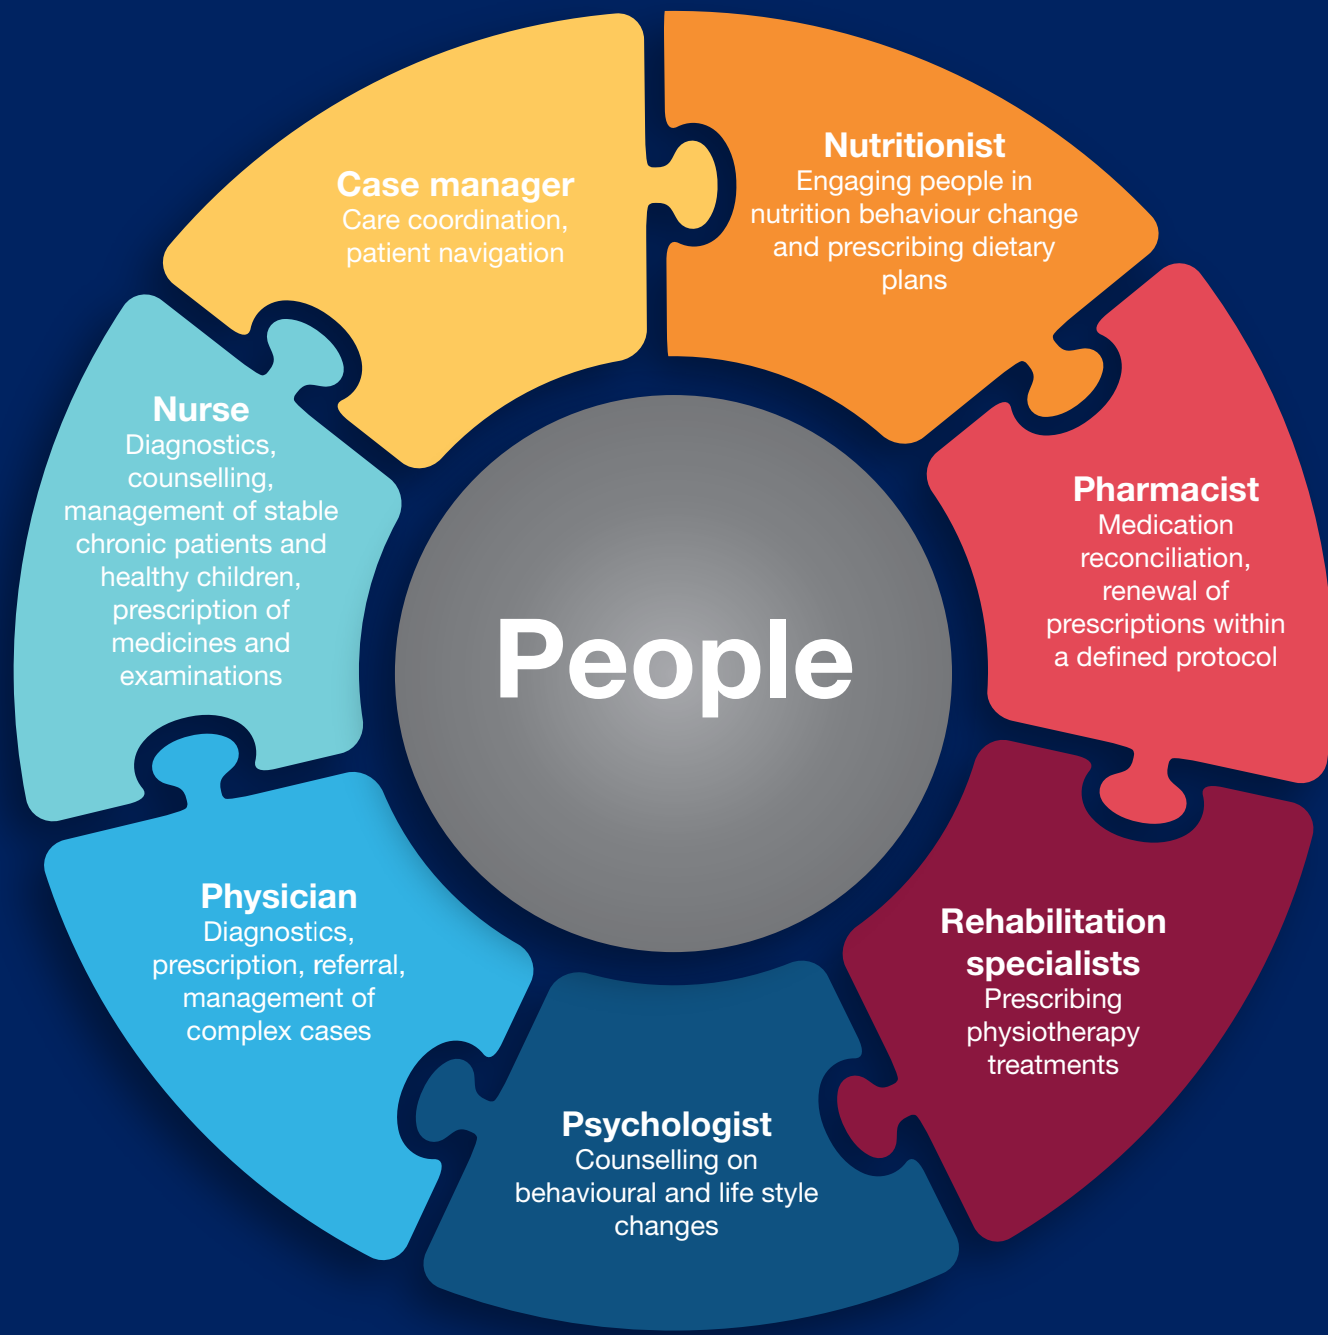 Case manager
Care coordination,
patient navigation
Nutritionist
Engaging people in
nutrition behaviour change
and prescribing dietary
plans
Pharmacist
Medication
reconciliation,
renewal of
prescriptions within
a defined protocol
Rehabilitation
specialists
Prescribing
physiotherapy
treatments
Psychologist
Counselling on
behavioural and life style
changes
Physician
Diagnostics,
prescription, referral,
management of
complex cases
Nurse
Diagnostics,
counselling,
management of stable
chronic patients and
healthy children,
prescription of
medicines and
examinations
People